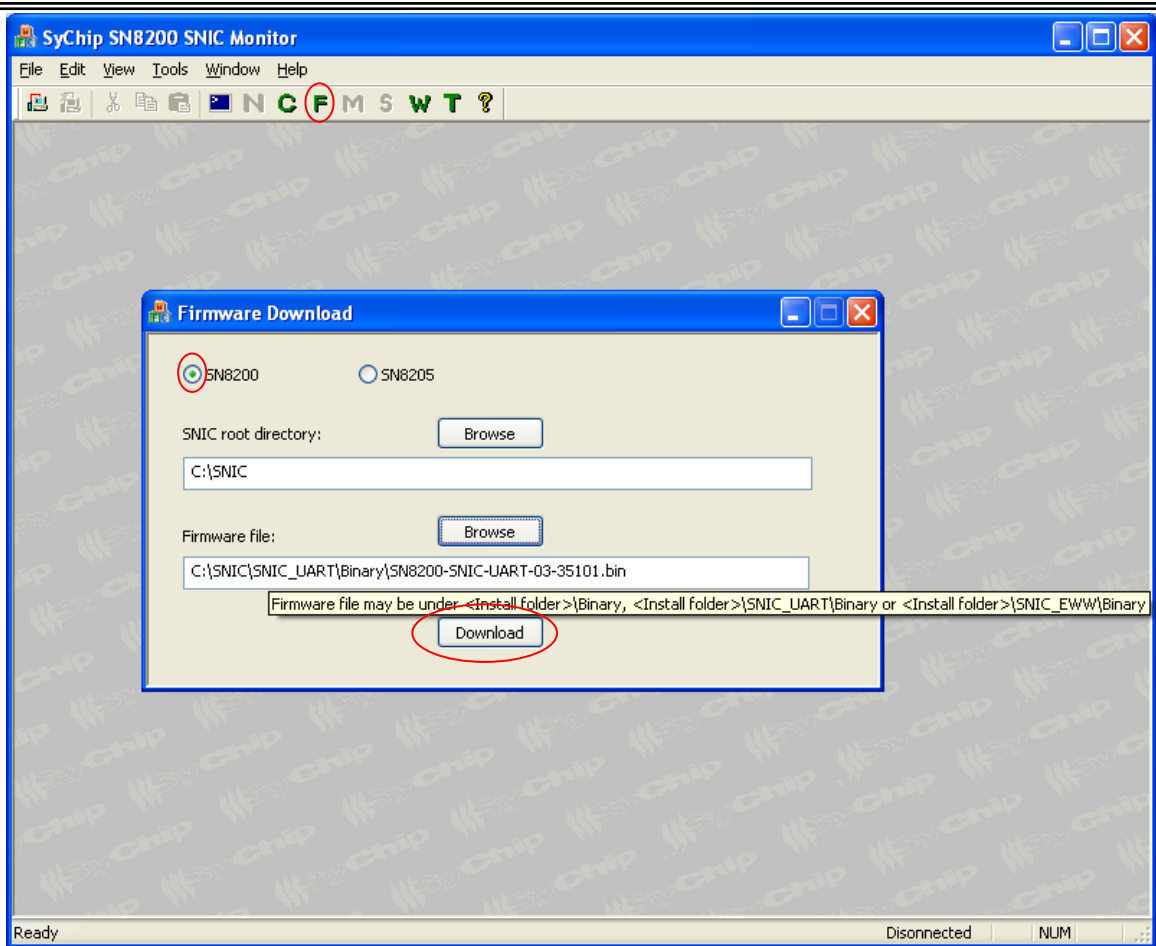 SyChip SN8200 SNIC Monitor
File Edit View Tools Window Help
N C F M S W T ?
Firmware Download
SN8200 SN8205
SNIC root directory: Browse
C:\SNIC
Firmware file: Browse
C:\SNIC\SNIC_UART\Binary\SN8200-SNIC-UART-03-35101.bin
Firmware file may be under <Install folder>\Binary, <Install folder>\SNIC_UART\Binary or <Install folder>\SNIC_EWW\Binary
Download
Ready Disconnected NUM